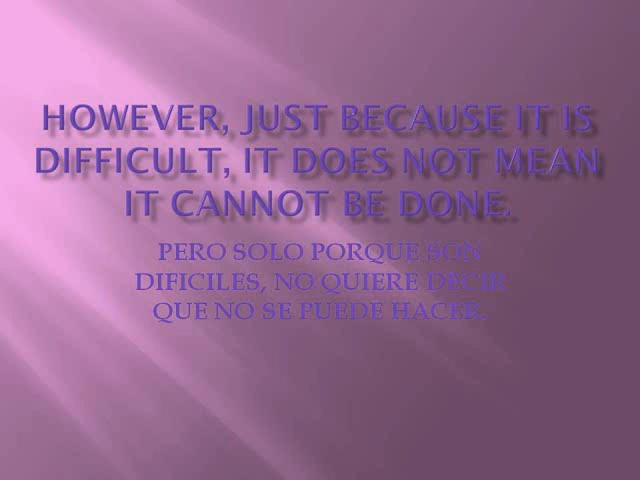 HOWEVER, JUST BECAUSE IT IS
DIFFICULT, IT DOES NOT MEAN
IT CANNOT BE DONE.
PERO SOLO PORQUE SON
DIFICILES, NO QUIERE DECIR
QUE NO SE PUEDE HACER.